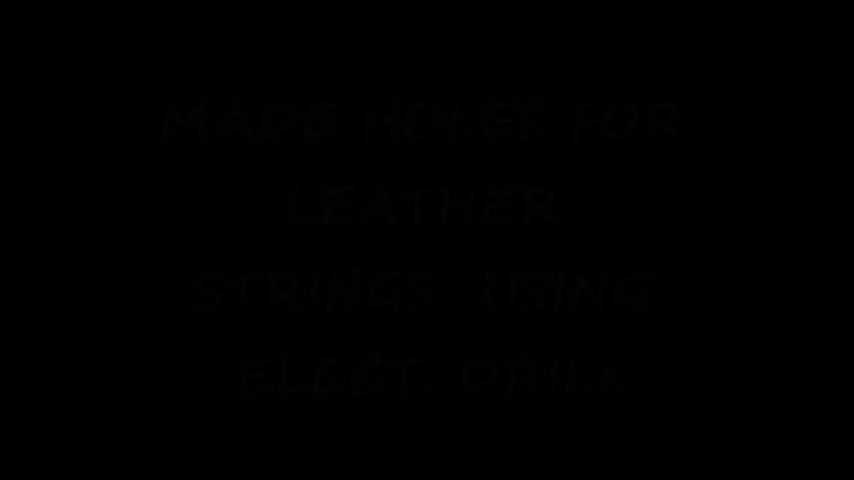 MADE HOLES FOR
LEATHER
STRINGS USING
ELECT DRILL